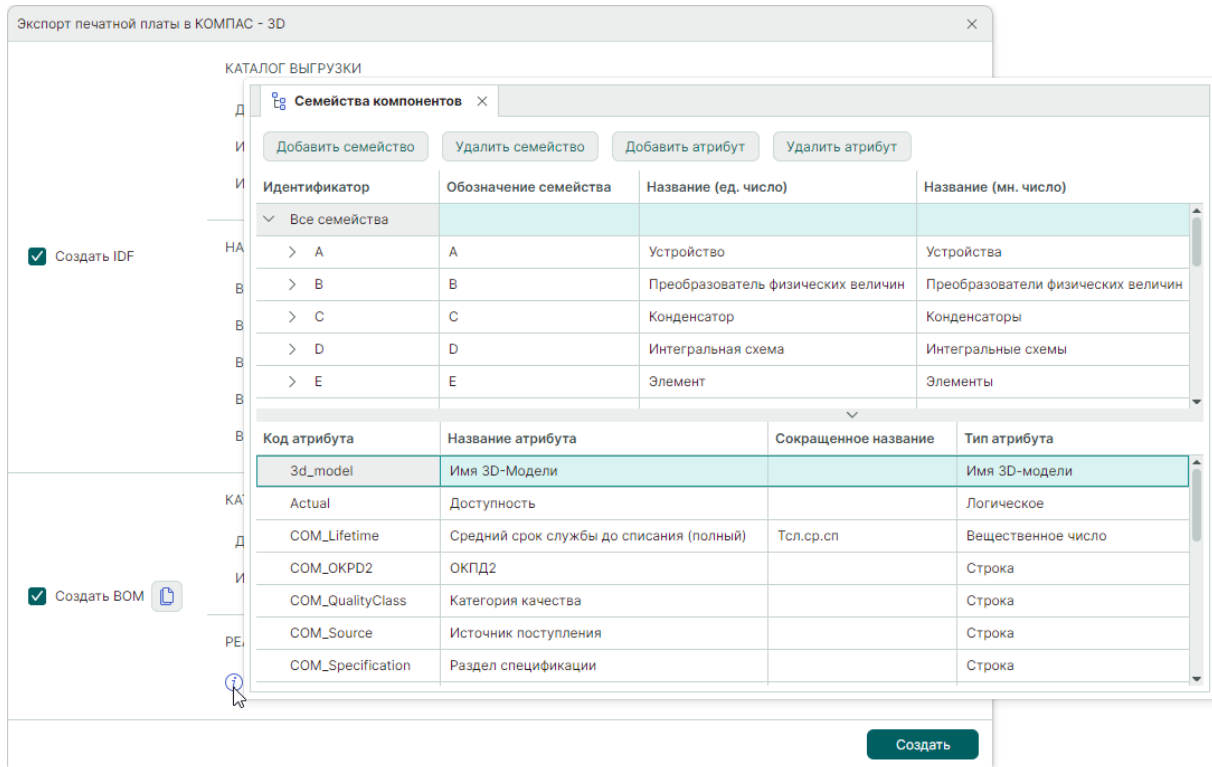 Экспорт печатной платы в КОМПАС - 3D
КАТАЛОГ ВЫГРУЗКИ
Семейства компонентов
Добавить семейство Удалить семейство Добавить атрибут Удалить атрибут
Идентификатор Обозначение семейства Название (ед. число) Название (мн. число)
Все семейства
A A Устройство Устройства
B B Преобразователь физических величин Преобразователи физических величин
C C Конденсатор Конденсаторы
D D Интегральная схема Интегральные схемы
E E Элемент Элементы
Код атрибута Название атрибута Сокращенное название Тип атрибута
3d_model Имя 3D-Модели Имя 3D-модели
Actual Доступность Логическое
COM_Lifetime Средний срок службы до списания (полный) Тсл.ср.сп Вещественное число
COM_OKPD2 ОКПД2 Строка
COM_QualityClass Категория качества Строка
COM_Source Источник поступления Строка
COM_Specification Раздел спецификации Строка
Создать IDF
Создать BOM
Создать